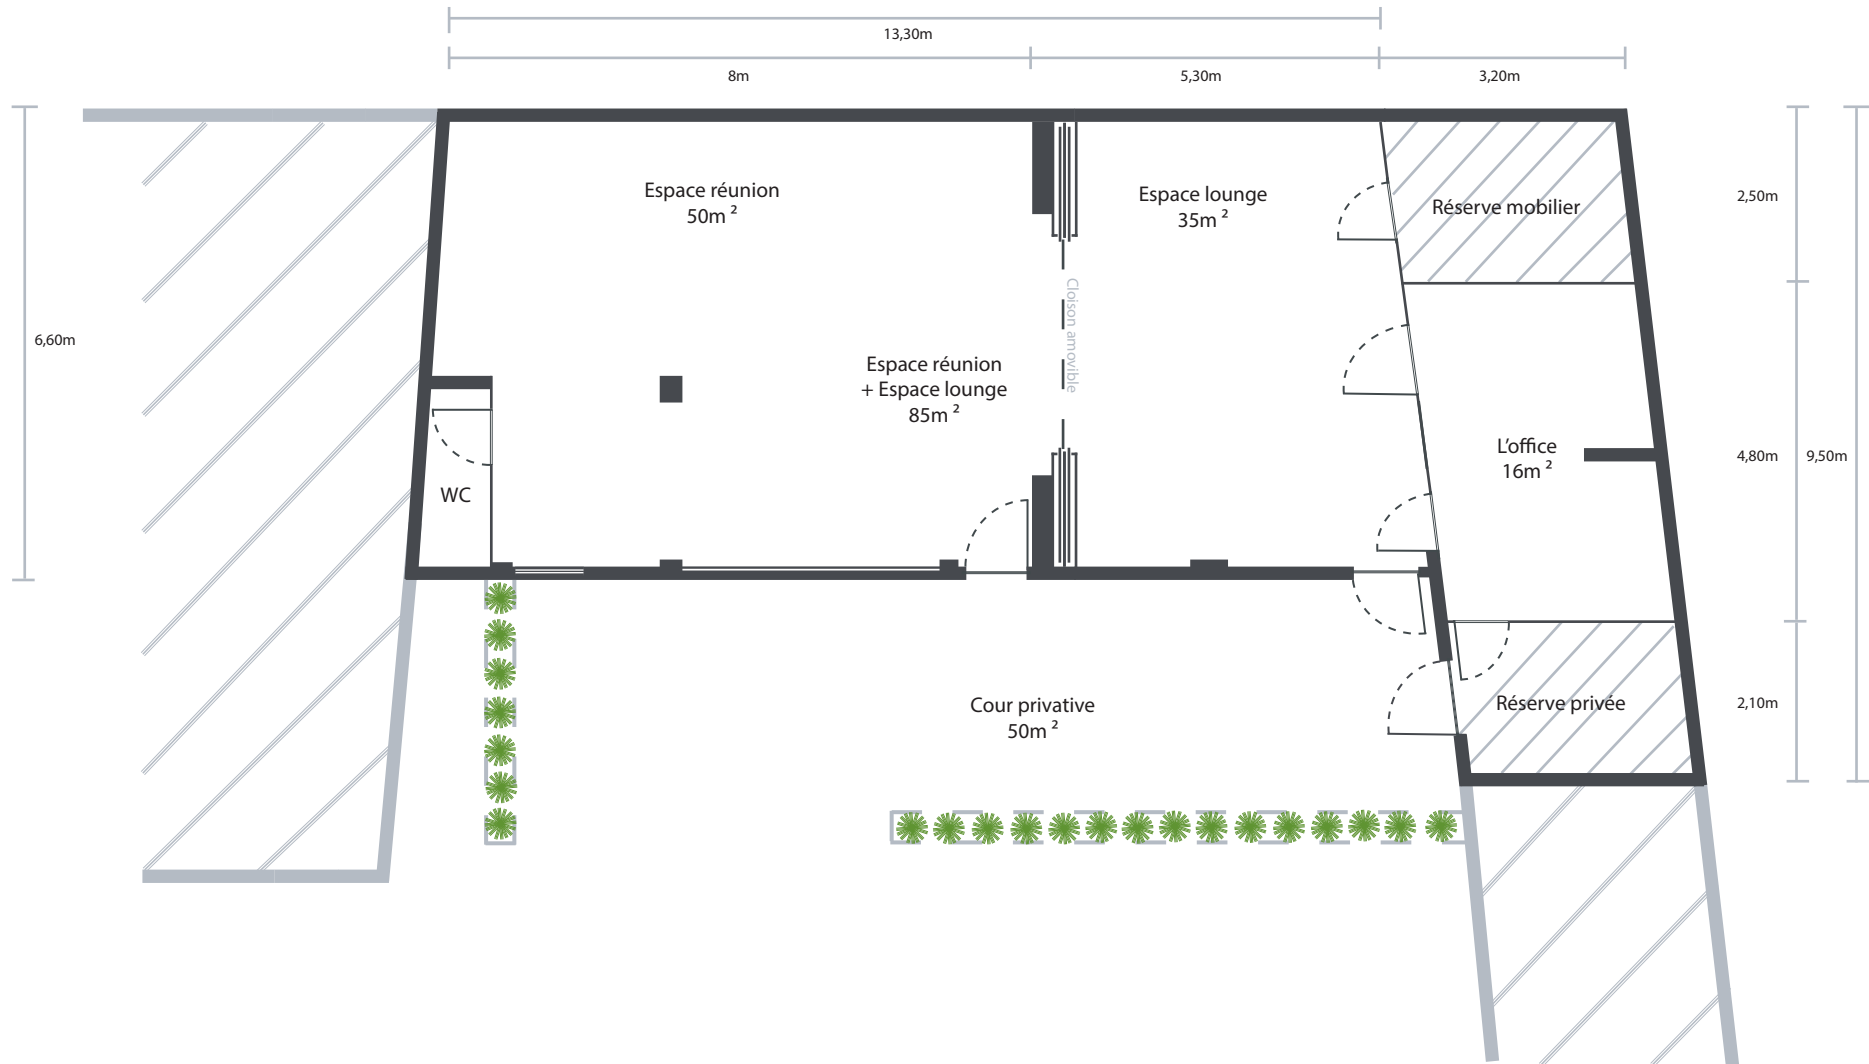 13,30m
8m
5,30m
3,20m
Espace réunion
50m ²
Espace lounge
35m ²
Réserve mobilier
2,50m
Cloison amovible
6,60m
Espace réunion
+ Espace lounge
85m ²
L'office
16m ²
4,80m
9,50m
WC
Cour privative
50m ²
Réserve privée
2,10m